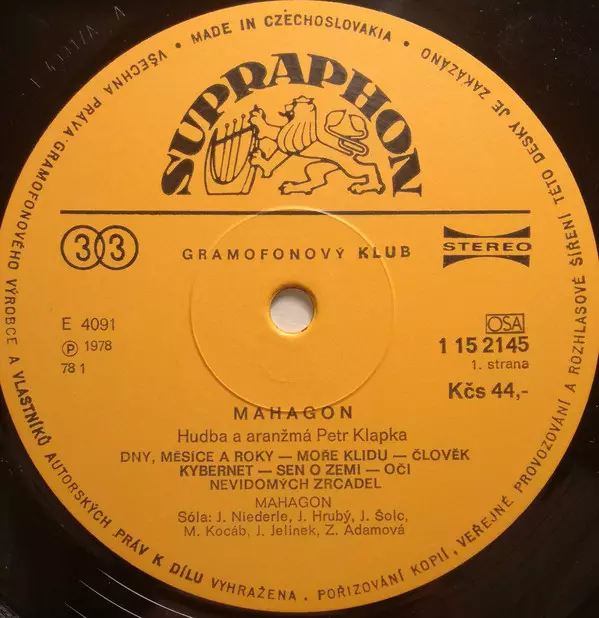 MADE IN CZECHOSLOVAKIA
VŠECHNA PRÁVA GRAMOFONOVÉHO VÝROBCE A VLASTNÍKŮ AUTORSKÝCH PRÁV K DÍLU VYHRAŽENA. POŘIZOVÁNÍ KOPIÍ, VEŘEJNÉ PROVOZOVÁNÍ A ROZHLASOVÉ ŠÍŘENÍ TÉTO DESKY JE ZAKÁZÁNO
SUPRAPHON
33
GRAMOFONOVÝ KLUB
STEREO
E 4091
Ⓟ 1978
78 1
OSA
1 15 2145
1. strana
Kčs 44,-
MAHAGON
Hudba a aranžmá Petr Klapka
DNY, MĚSÍCE A ROKY — MOŘE KLIDU — ČLOVĚK
KYBERNET — SEN O ZEMI — OČI
NEVIDOMÝCH ZRCADEL
MAHAGON
Sóla: J. Niederle, J. Hrubý, J. Šolc,
M. Kocáb, J. Jelinek, Z. Adamová